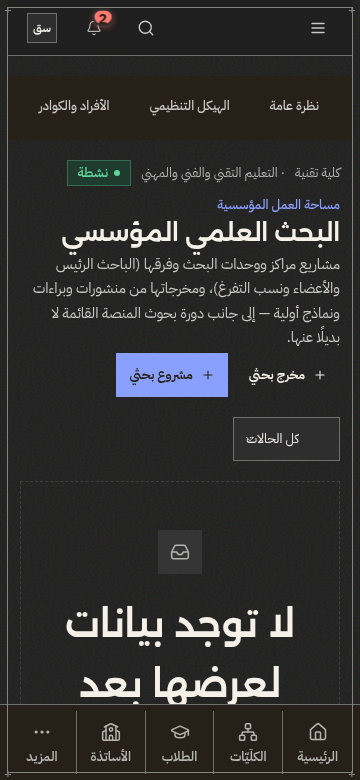 سق
2
نظرة عامة
الهيكل التنظيمي
الأفراد والكوادر
كلية تقنية · التعليم التقني والفني والمهني
نشطة
مساحة العمل المؤسسية
البحث العلمي المؤسسي
مشاريع مراكز ووحدات البحث وفرقها (الباحث الرئيس
والأعضاء ونسب التفرغ)، ومخرجاتها من منشورات وبراءات
ونماذج أولية — إلى جانب دورة بحوث المنصة القائمة لا
بديلًا عنها.
+ مخرج بحثي
+ مشروع بحثي
كل الحالات
لا توجد بيانات
لعرضها بعد
الرئيسية
الكليّات
الطلاب
الأساتذة
المزيد